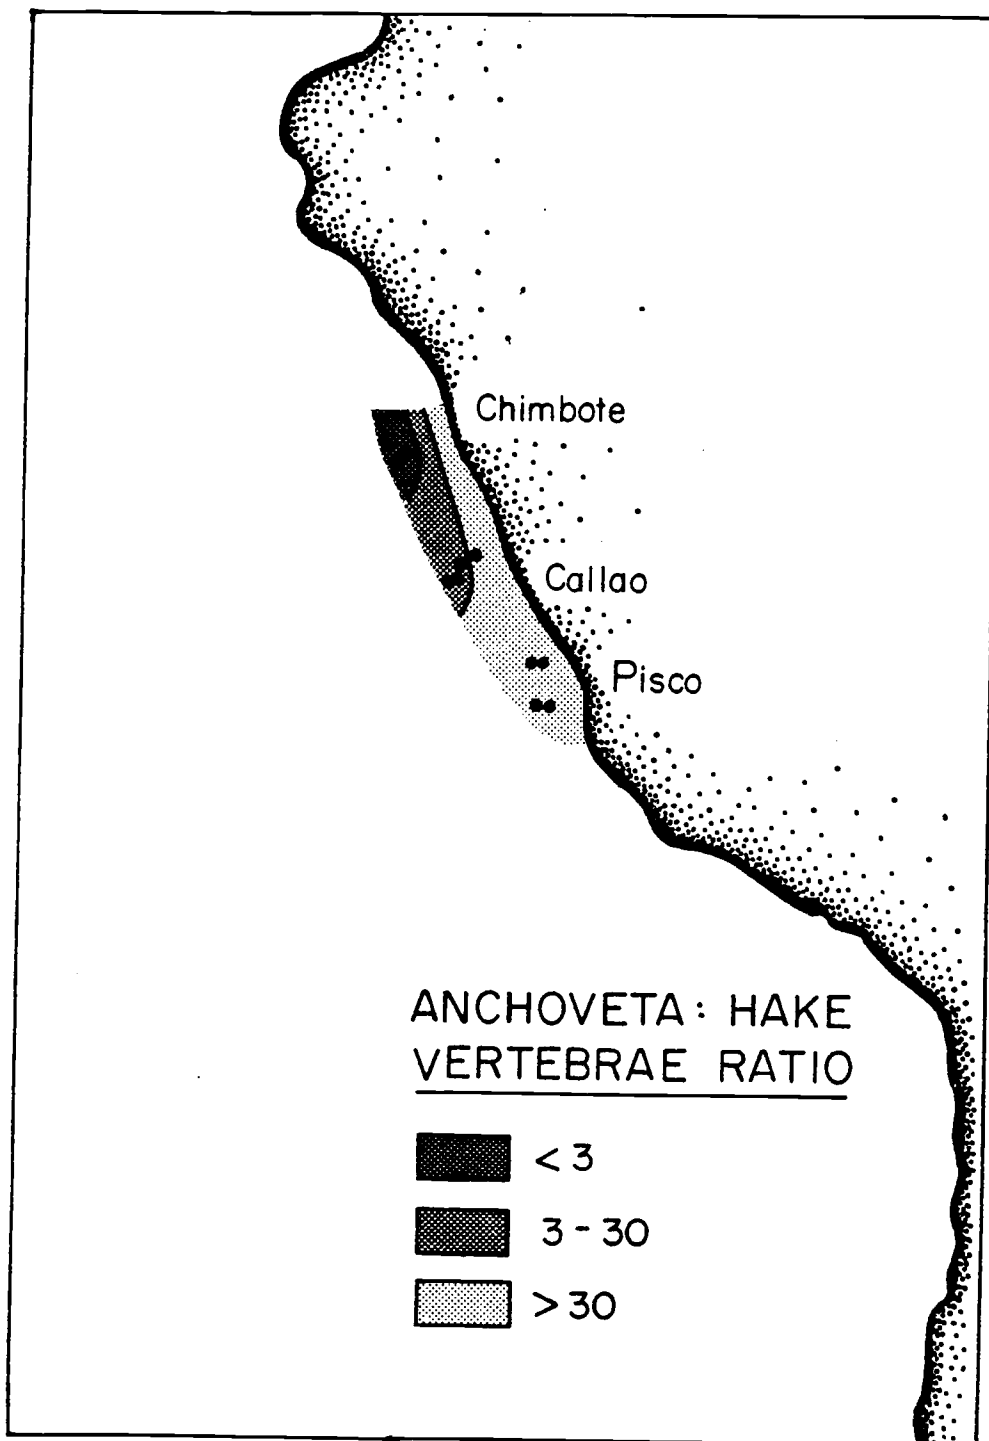 Chimbote
Callao
Pisco
ANCHOVETA: HAKE
VERTEBRAE RATIO
< 3
3 - 30
> 30